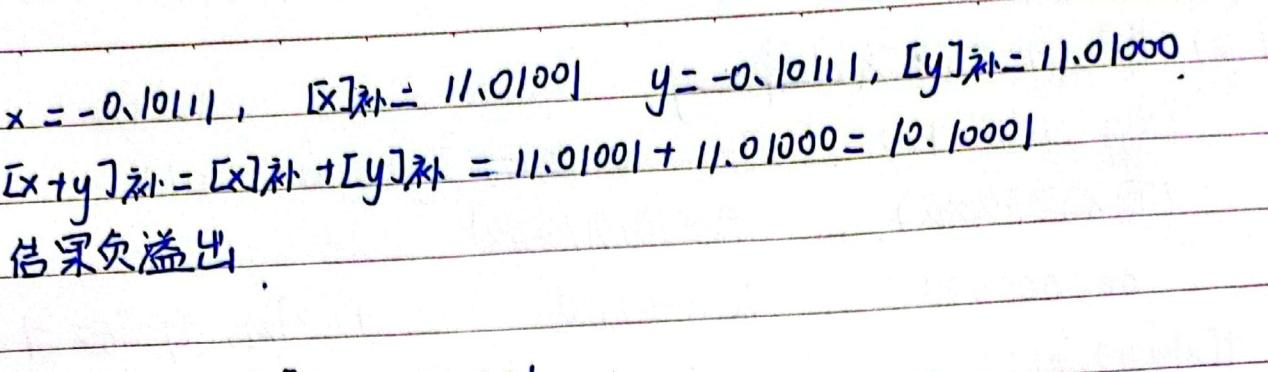 x = -0.10111, [x]补 = 11.01001 y = -0.10111, [y]补 = 11.01000.
[x+y]补 = [x]补 + [y]补 = 11.01001 + 11.01000 = 10.10001
结果负溢出.